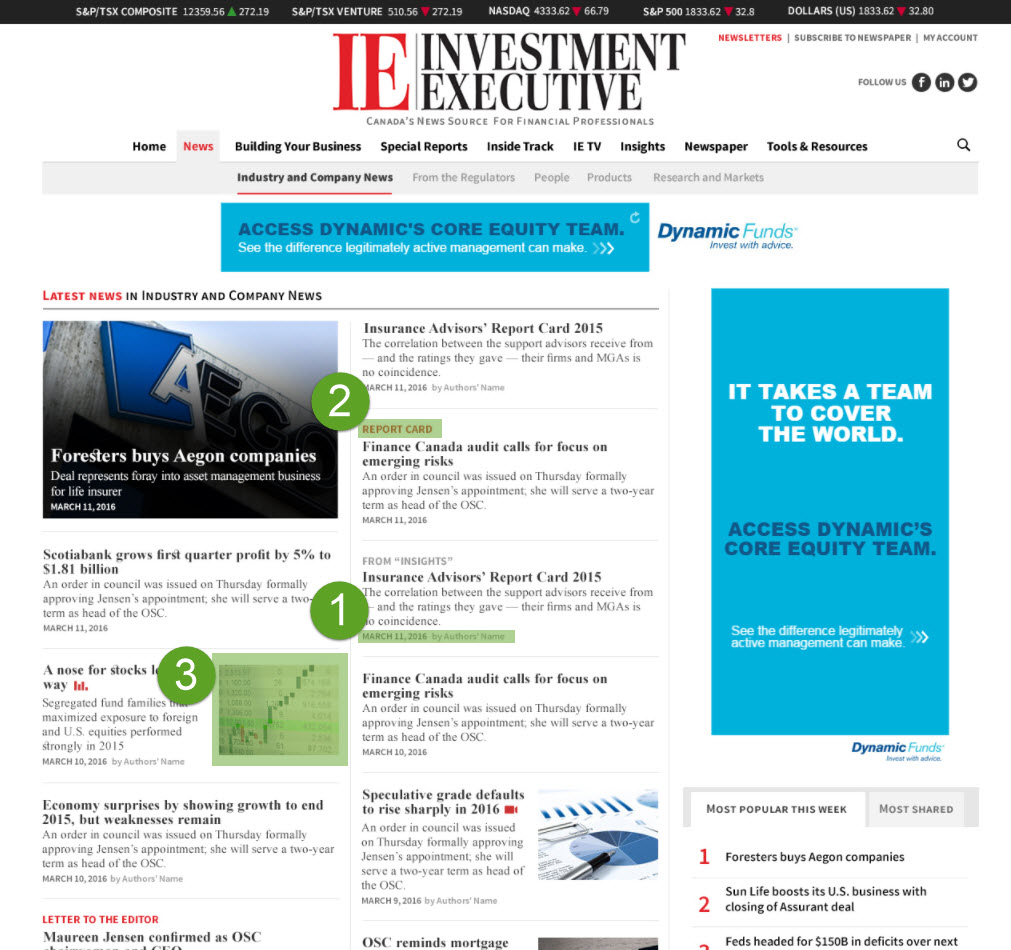 S&P/TSX COMPOSITE 12359.56 ▲ 272.19 S&P/TSX VENTURE 510.56 ▼ 272.19 NASDAQ 4333.62 ▼ 66.79 S&P 500 1833.62 ▼ 32.8 DOLLARS (US) 1833.62 ▼ 32.80
NEWSLETTERS | SUBSCRIBE TO NEWSPAPER | MY ACCOUNT
IE INVESTMENT
EXECUTIVE
FOLLOW US f in
CANADA'S NEWS SOURCE FOR FINANCIAL PROFESSIONALS
Home News Building Your Business Special Reports Inside Track IE TV Insights Newspaper Tools & Resources
Industry and Company News From the Regulators People Products Research and Markets
ACCESS DYNAMIC'S CORE EQUITY TEAM.
See the difference legitimately active management can make.
Dynamic Funds
Invest with advice.
LATEST NEWS IN INDUSTRY AND COMPANY NEWS
AEGO
Foresters buys Aegon companies
Deal represents foray into asset management business
for life insurer
MARCH 11, 2016
Scotiabank grows first quarter profit by 5% to
$1.81 billion
An order in council was issued on Thursday formally
approving Jensen's appointment; she will serve a two-
term as head of the OSC.
MARCH 11, 2016
3
A nose for stocks
way
Segregated fund families
maximized exposure to foreign
and U.S. equities performed
strongly in 2015
MARCH 10, 2016 by Authors' Name
Economy surprises by showing growth to end
2015, but weaknesses remain
An order in council was issued on Thursday formally
approving Jensen's appointment; she will serve a two-year
term as head of the OSC.
MARCH 10, 2016 by Authors' Name
LETTER TO THE EDITOR
Maureen Jensen confirmed as OSC
chairwoman and CEO
Insurance Advisors' Report Card 2015
The correlation between the support advisors receive from
— and the ratings they gave — their firms and MGAs is
no coincidence.
MARCH 11, 2016 by Authors' Name
2
REPORT CARD
Finance Canada audit calls for focus on
emerging risks
An order in council was issued on Thursday formally
approving Jensen's appointment; she will serve a two-year
term as head of the OSC.
MARCH 11, 2016
FROM "INSIGHTS"
Insurance Advisors' Report Card 2015
The correlation between the support advisors receive from
— and the ratings they gave — their firms and MGAs is
no coincidence.
1
MARCH 11, 2016 by Authors' Name
Finance Canada audit calls for focus on
emerging risks
An order in council was issued on Thursday formally
approving Jensen's appointment; she will serve a two-year
term as head of the OSC.
MARCH 10, 2016
Speculative grade defaults
to rise sharply in 2016
An order in council was issued
on Thursday formally
approving Jensen's
appointment; she will
serve a two-year term as head of
the OSC.
MARCH 9, 2016 by Authors' Name
OSC reminds mortgage
IT TAKES A TEAM
TO COVER
THE WORLD.
ACCESS DYNAMIC'S
CORE EQUITY TEAM.
See the difference legitimately
active management can make.
Dynamic Funds
Invest with advice.
MOST POPULAR THIS WEEK MOST SHARED
1 Foresters buys Aegon companies
2 Sun Life boosts its U.S. business with
closing of Assurant deal
Feds headed for $150B in deficits over next